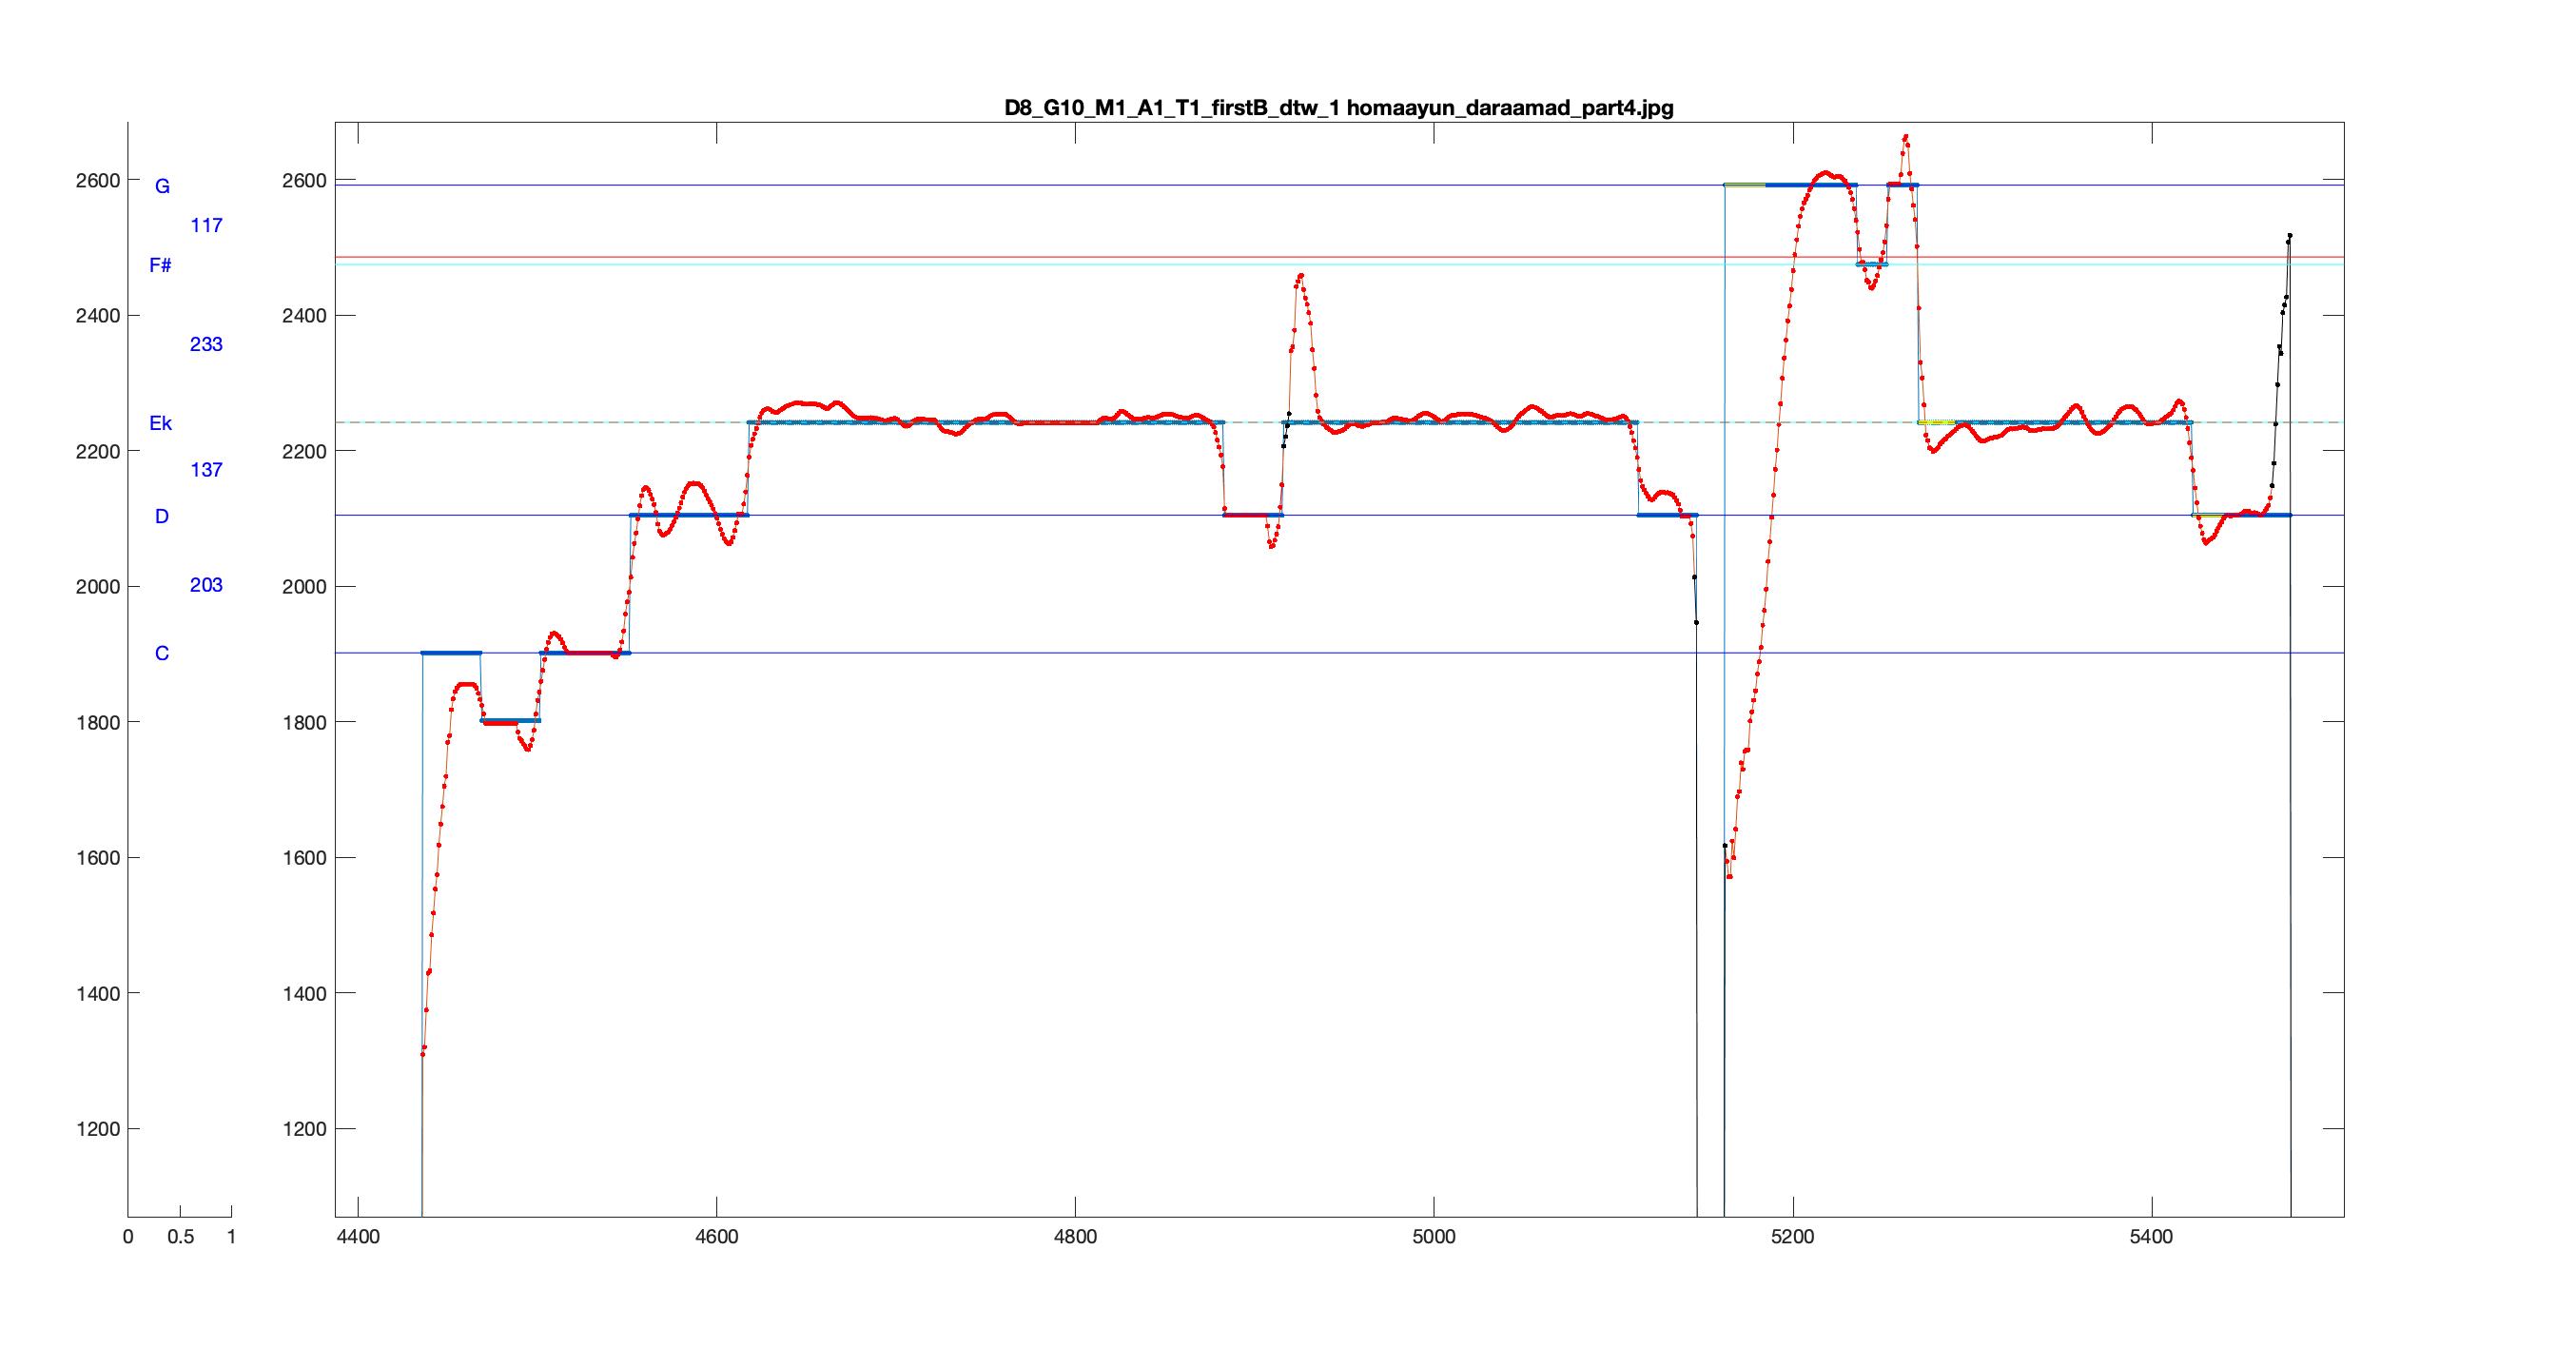 D8_G10_M1_A1_T1_firstB_dtw_1 homaayun_daraamad_part4.jpg
2600 G 2600
117
F#
2400 2400
233
Ek
2200 2200
137
D
2000 2000
203
C
1800 1800
1600 1600
1400 1400
1200 1200
0 0.5 1 4400 4600 4800 5000 5200 5400